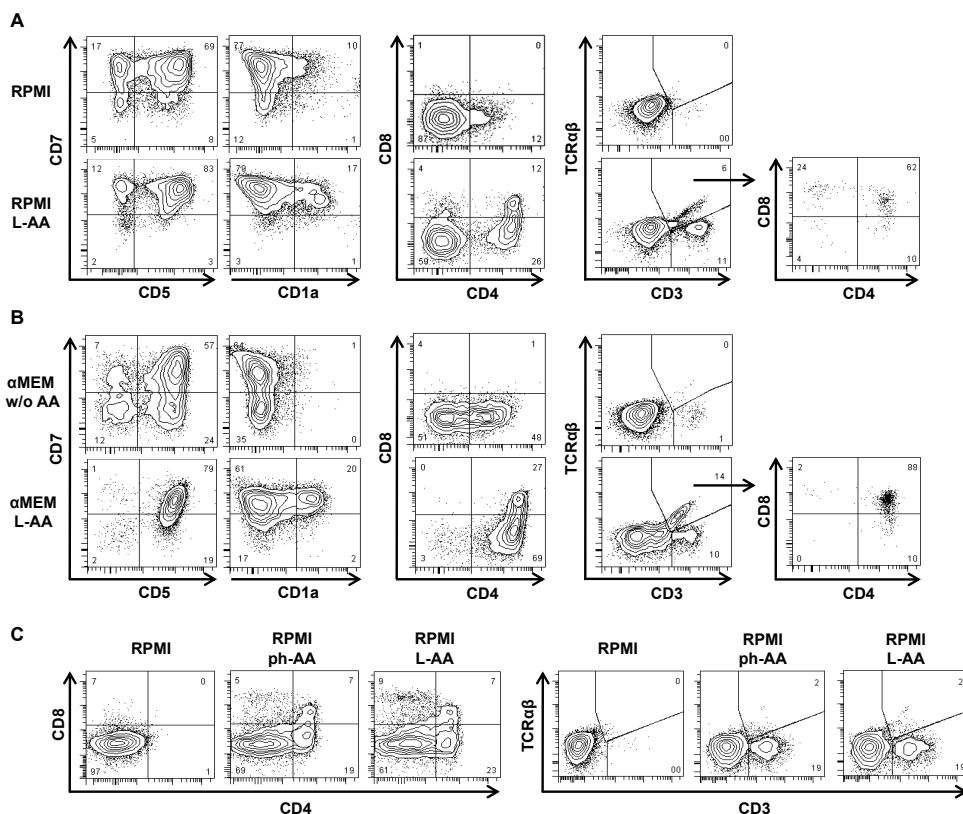 A
RPMI
CD7
17 69
5 8
77 10
12 1
CD8
1 0
87 12
TCRαβ
0
00
RPMI
L-AA
12 83
2 3
79 17
3 1
4 12
59 26
6
11
CD8
24 62
4 10
CD5
CD1a
CD4
CD3
CD4
B
αMEM
w/o AA
CD7
7 57
12 24
64 1
35 0
CD8
4 1
51 48
TCRαβ
0
1
αMEM
L-AA
1 79
2 19
61 20
17 2
0 27
3 69
14
10
CD8
2 88
0 10
CD5
CD1a
CD4
CD3
CD4
C
RPMI
RPMI
ph-AA
RPMI
L-AA
RPMI
RPMI
ph-AA
RPMI
L-AA
CD8
7 0
97 1
5 7
69 19
9 7
61 23
TCRαβ
0
00
2
19
2
19
CD4
CD3